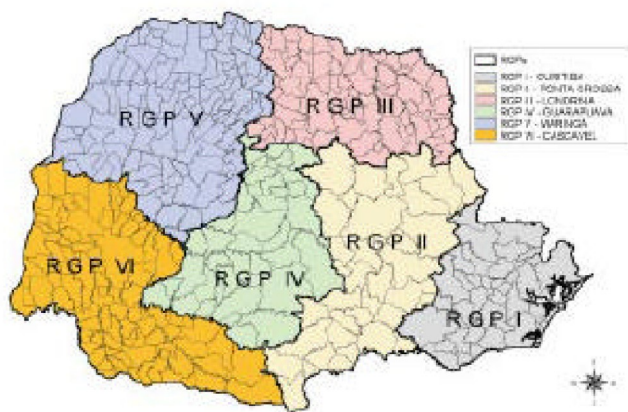 RGP V
RGP III
RGP II
RGP VI
RGP IV
RGP I
RGPs
RGP I - CURITIBA
RGP II - PONTA GROSSA
RGP III - LONDRINA
RGP IV - GUARAPUAVA
RGP V - MARINGA
RGP VI - CASCAVEL